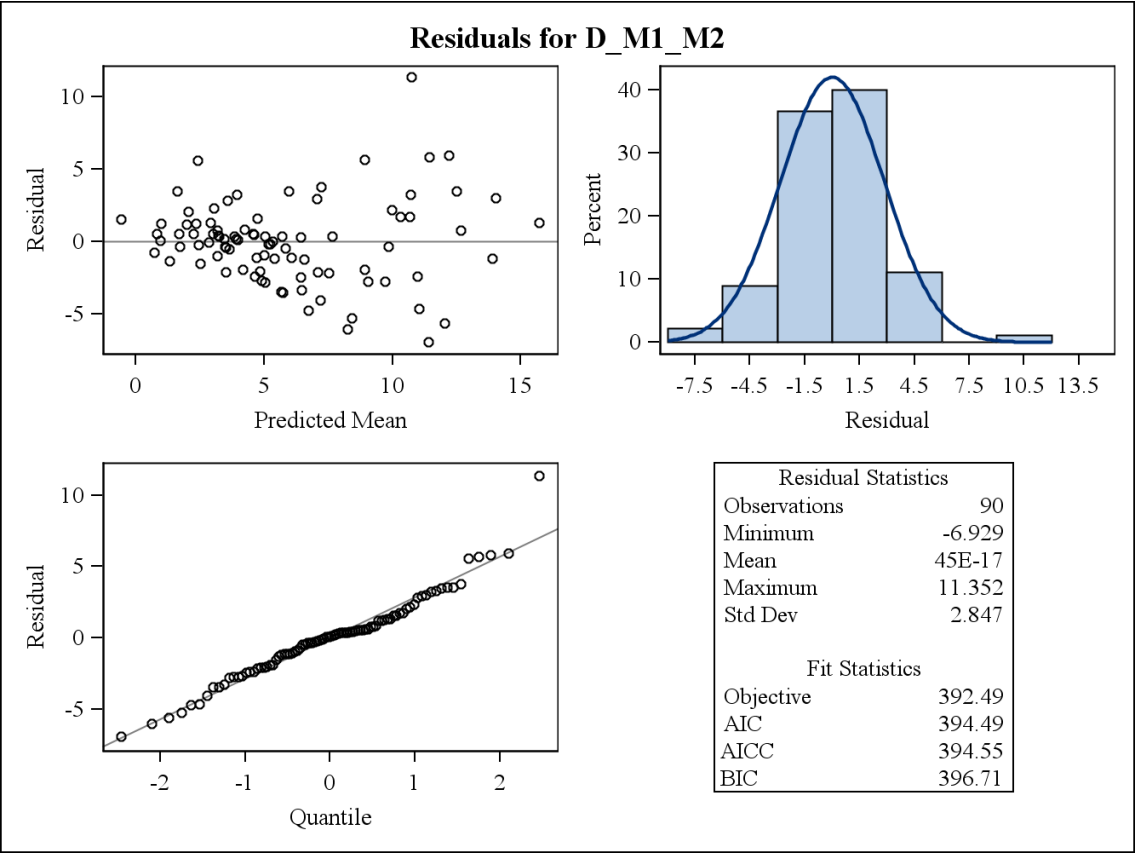 Residuals for D_M1_M2
Residual
10
5
0
-5
0 5 10 15
Predicted Mean
Percent
40
30
20
10
0
-7.5 -4.5 -1.5 1.5 4.5 7.5 10.5 13.5
Residual
Residual
10
5
0
-5
-2 -1 0 1 2
Quantile
Residual Statistics
Observations 90
Minimum -6.929
Mean 45E-17
Maximum 11.352
Std Dev 2.847
Fit Statistics
Objective 392.49
AIC 394.49
AICC 394.55
BIC 396.71